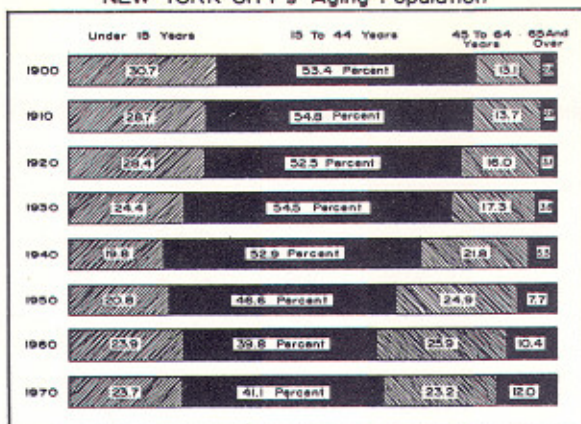 NEW YORK CITY'S Aging Population
Under 15 Years 15 To 44 Years 45 To 64 - 65 And
Years Over
1900 30.7 53.4 Percent 13.1
1910 28.7 54.8 Percent 13.7
1920 28.4 52.5 Percent 16.0
1930 24.4 54.5 Percent 17.3
1940 19.8 52.9 Percent 21.8
1950 20.8 46.6 Percent 24.9 7.7
1960 23.9 39.8 Percent 25.9 10.4
1970 23.7 41.1 Percent 23.2 12.0